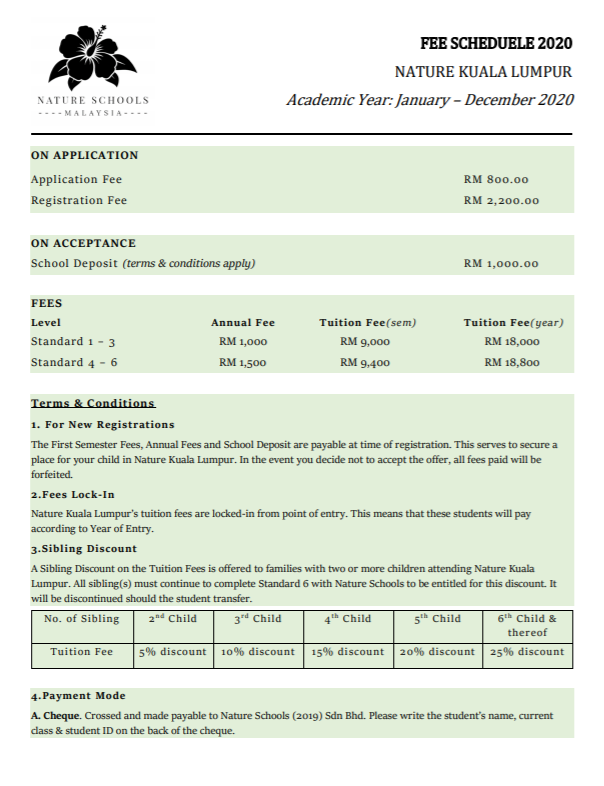 FEE SCHEDUELE 2020
NATURE KUALA LUMPUR
Academic Year: January – December 2020
NATURE SCHOOLS
----MALAYSIA----
ON APPLICATION
Application Fee RM 800.00
Registration Fee RM 2,200.00
ON ACCEPTANCE
School Deposit (terms & conditions apply) RM 1,000.00
FEES
Level Annual Fee Tuition Fee(sem) Tuition Fee(year)
Standard 1 – 3 RM 1,000 RM 9,000 RM 18,000
Standard 4 – 6 RM 1,500 RM 9,400 RM 18,800
Terms & Conditions
1. For New Registrations
The First Semester Fees, Annual Fees and School Deposit are payable at time of registration. This serves to secure a
place for your child in Nature Kuala Lumpur. In the event you decide not to accept the offer, all fees paid will be
forfeited.
2.Fees Lock-In
Nature Kuala Lumpur's tuition fees are locked-in from point of entry. This means that these students will pay
according to Year of Entry.
3.Sibling Discount
A Sibling Discount on the Tuition Fees is offered to families with two or more children attending Nature Kuala
Lumpur. All sibling(s) must continue to complete Standard 6 with Nature Schools to be entitled for this discount. It
will be discontinued should the student transfer.
No. of Sibling 2nd Child 3rd Child 4th Child 5th Child 6th Child &
thereof
Tuition Fee 5% discount 10% discount 15% discount 20% discount 25% discount
4.Payment Mode
A. Cheque. Crossed and made payable to Nature Schools (2019) Sdn Bhd. Please write the student's name, current
class & student ID on the back of the cheque.